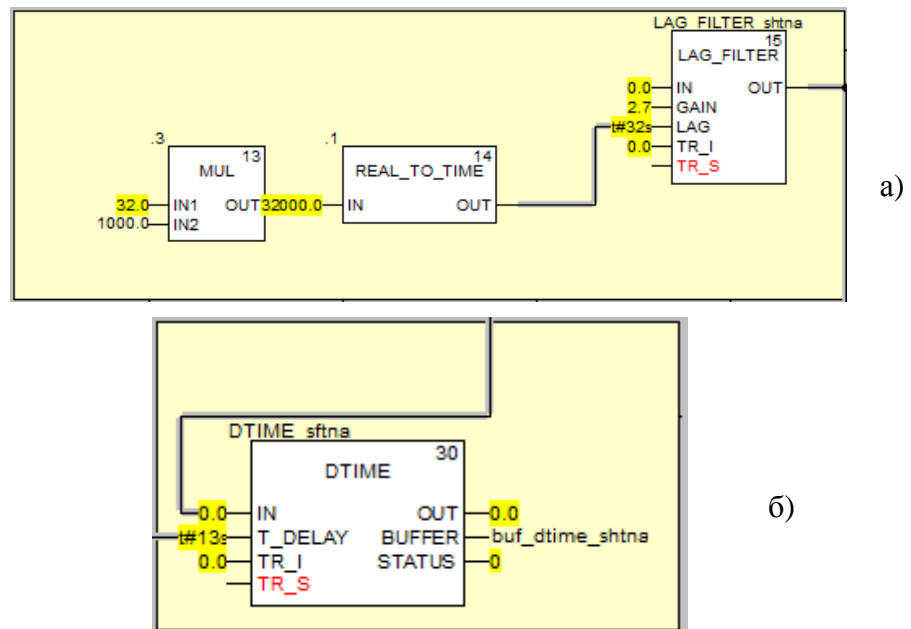 LAG_FILTER_shtna
15
LAG_FILTER
0.0 IN OUT
2.7 GAIN
t#32s LAG
0.0 TR_I
TR_S
.3
13
MUL
32.0 IN1 OUT
1000.0 IN2
.1
14
REAL_TO_TIME
32000.0 IN OUT
а)
DTIME_sftna
30
DTIME
0.0 IN OUT 0.0
t#13s T_DELAY BUFFER buf_dtime_shtna
0.0 TR_I STATUS 0
TR_S
б)